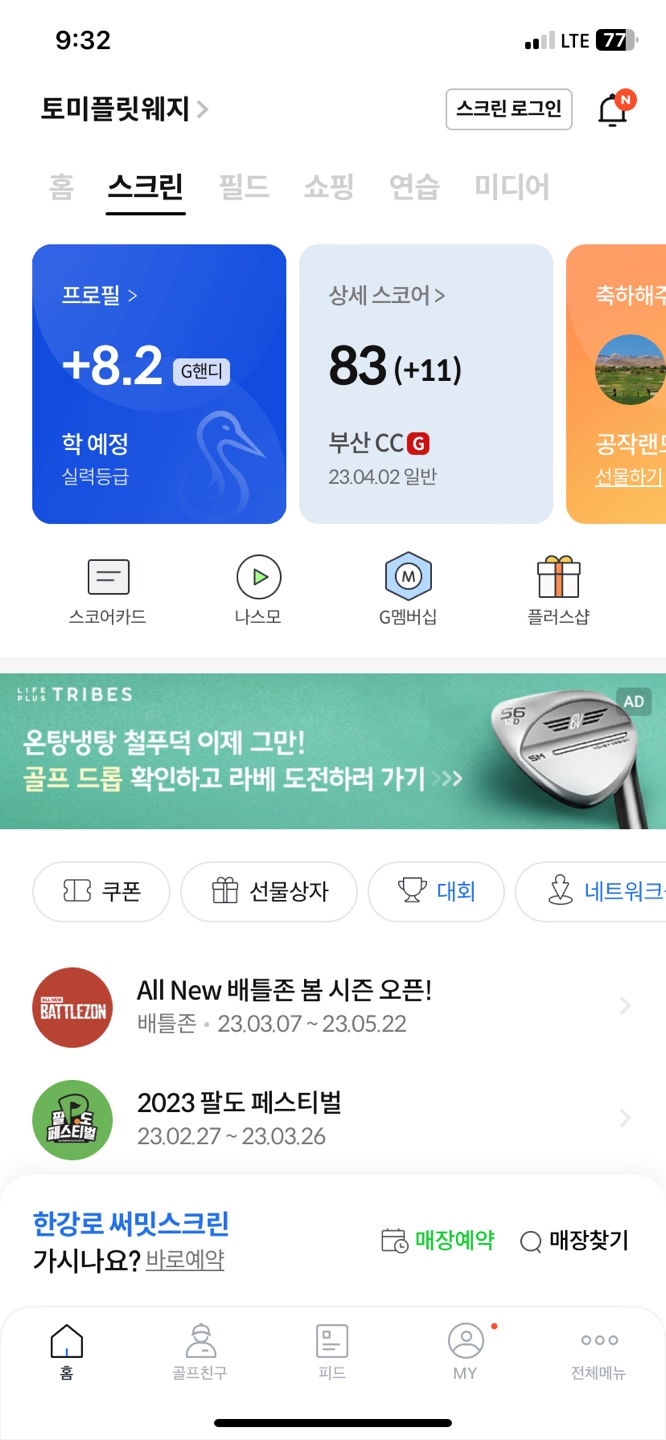 9:32
LTE 77
토미플릿웨지
스크린 로그인
N
홈 스크린 필드 쇼핑 연습 미디어
프로필 >
+8.2 G핸디
학 예정
실력등급
상세 스코어 >
83 (+11)
부산 CC G
23.04.02 일반
축하해주
공작랜드
선물하기
스코어카드
나스모
M
G멤버십
플러스샵
LIFE PLUS TRIBES
AD
온탕냉탕 철푸덕 이제 그만!
골프 드롭 확인하고 라베 도전하러 가기 >>>
56
SM
쿠폰
선물상자
대회
네트워크
ALL NEW
BATTLEZON
All New 배틀존 봄 시즌 오픈!
배틀존 • 23.03.07 ~ 23.05.22
팔도
페스티벌
2023 팔도 페스티벌
23.02.27 ~ 23.03.26
한강로 써밋스크린
가시나요? 바로예약
매장예약
매장찾기
홈
골프친구
피드
MY
전체메뉴